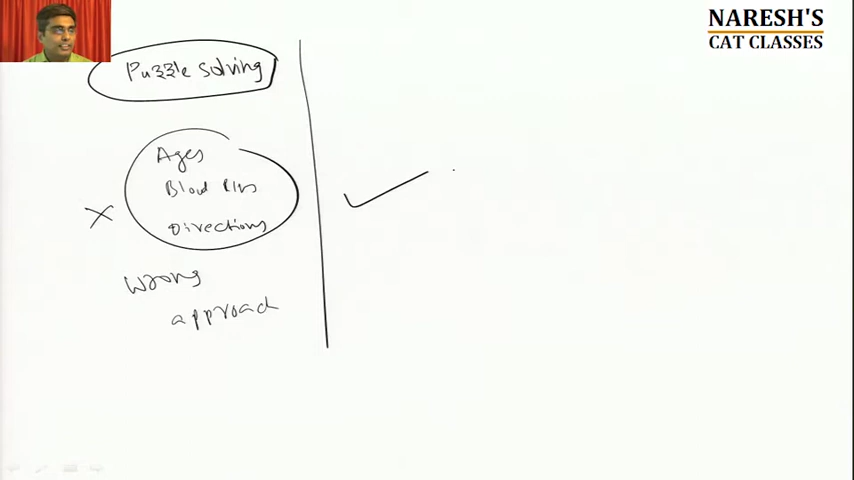 NARESH'S
CAT CLASSES
Puzzle solving
Ages
Blood Rlns
Directions
Wrong
approach